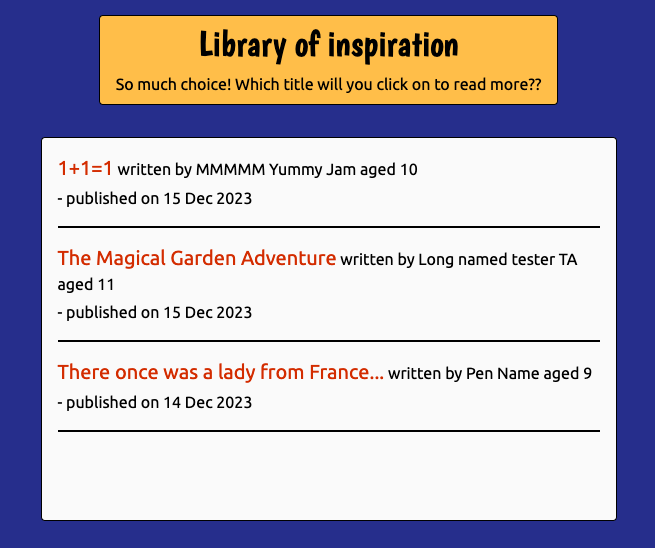 Library of inspiration
So much choice! Which title will you click on to read more??
1+1=1 written by MMMMM Yummy Jam aged 10
- published on 15 Dec 2023
The Magical Garden Adventure written by Long named tester TA
aged 11
- published on 15 Dec 2023
There once was a lady from France... written by Pen Name aged 9
- published on 14 Dec 2023